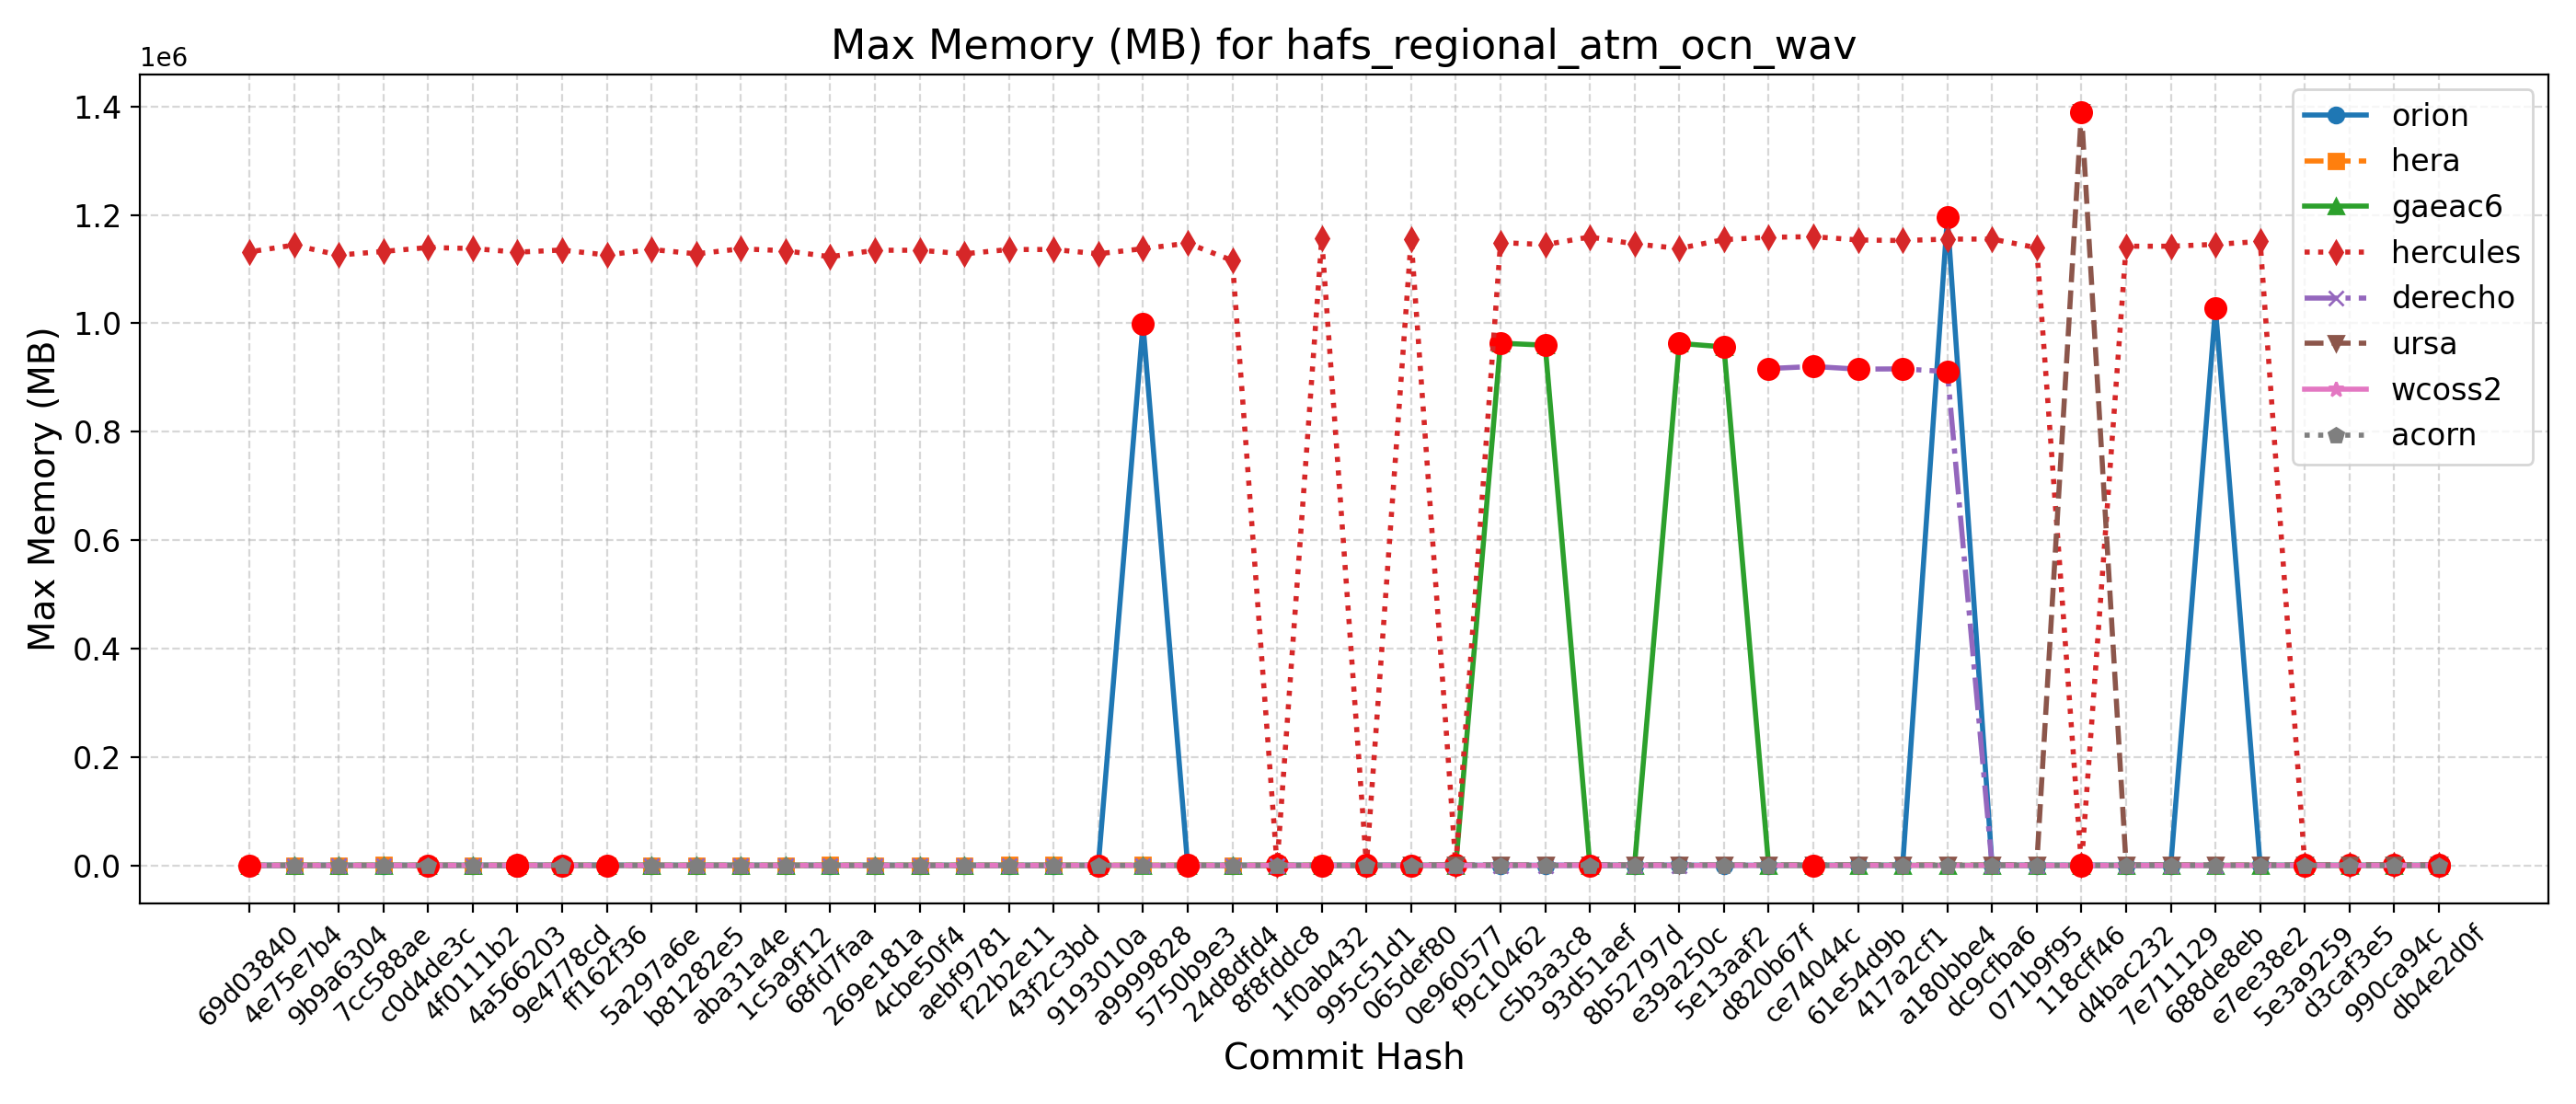 Max Memory (MB) for hafs_regional_atm_ocn_wav
1e6
1.4
1.2
1.0
0.8
0.6
0.4
0.2
0.0
Max Memory (MB)
orion
hera
gaeac6
hercules
derecho
ursa
wcoss2
acorn
69d03840
4e75e7b4
9b9a6304
7cc588ae
c0d4de3c
4f0111b2
4a566203
9e4778cd
ff162f36
5a297a6e
b81282e5
aba31a4e
1c5a9f12
68fd7faa
269e181a
4cbe50f4
aebf9781
f22b2e11
43f2c3bd
9193010a
a9999828
5750b9e3
24d8dfd4
8f8fddc8
1f0ab432
995c51d1
065def80
0e960577
f9c10462
c5b3a3c8
93d51aef
8b52797d
e39a250c
5e13aaf2
d820b67f
ce74044c
61e54d9b
417a2cf1
a180bbe4
dc9cfba6
071b9f95
118cff46
d4bac232
7e711129
688de8eb
e7ee38e2
5e3a9259
d3caf3e5
990ca94c
db4e2d0f
Commit Hash